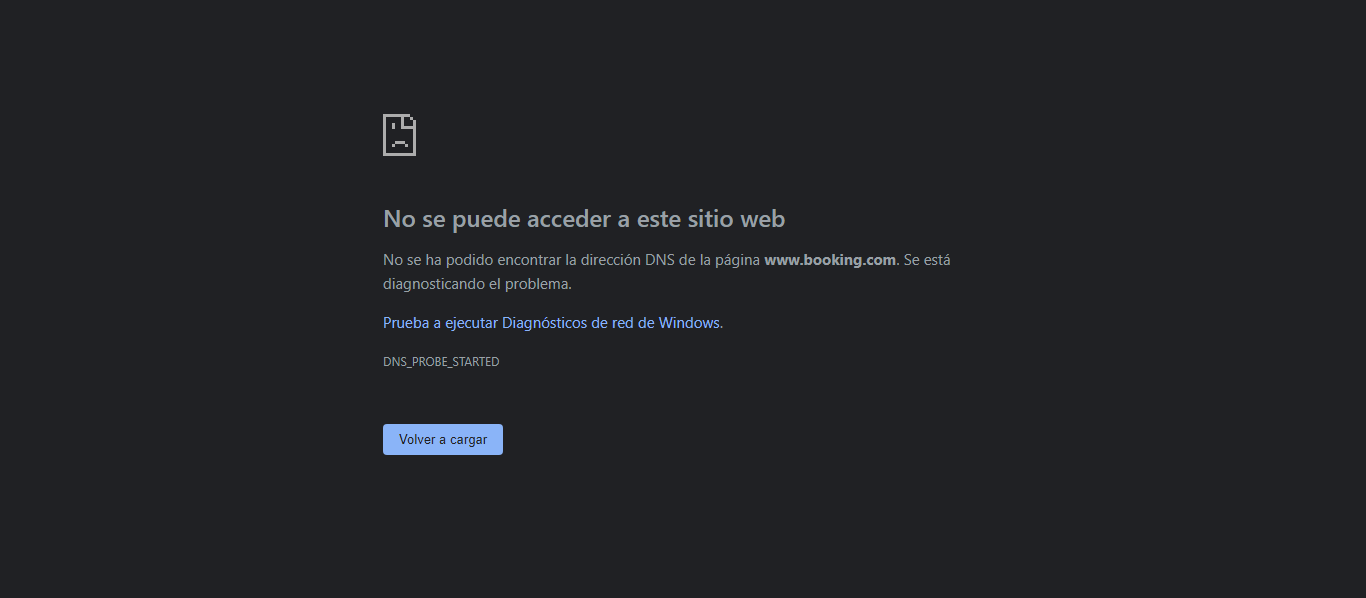 No se puede acceder a este sitio web
No se ha podido encontrar la dirección DNS de la página www.booking.com. Se está
diagnosticando el problema.
Prueba a ejecutar Diagnósticos de red de Windows.
DNS_PROBE_STARTED
Volver a cargar